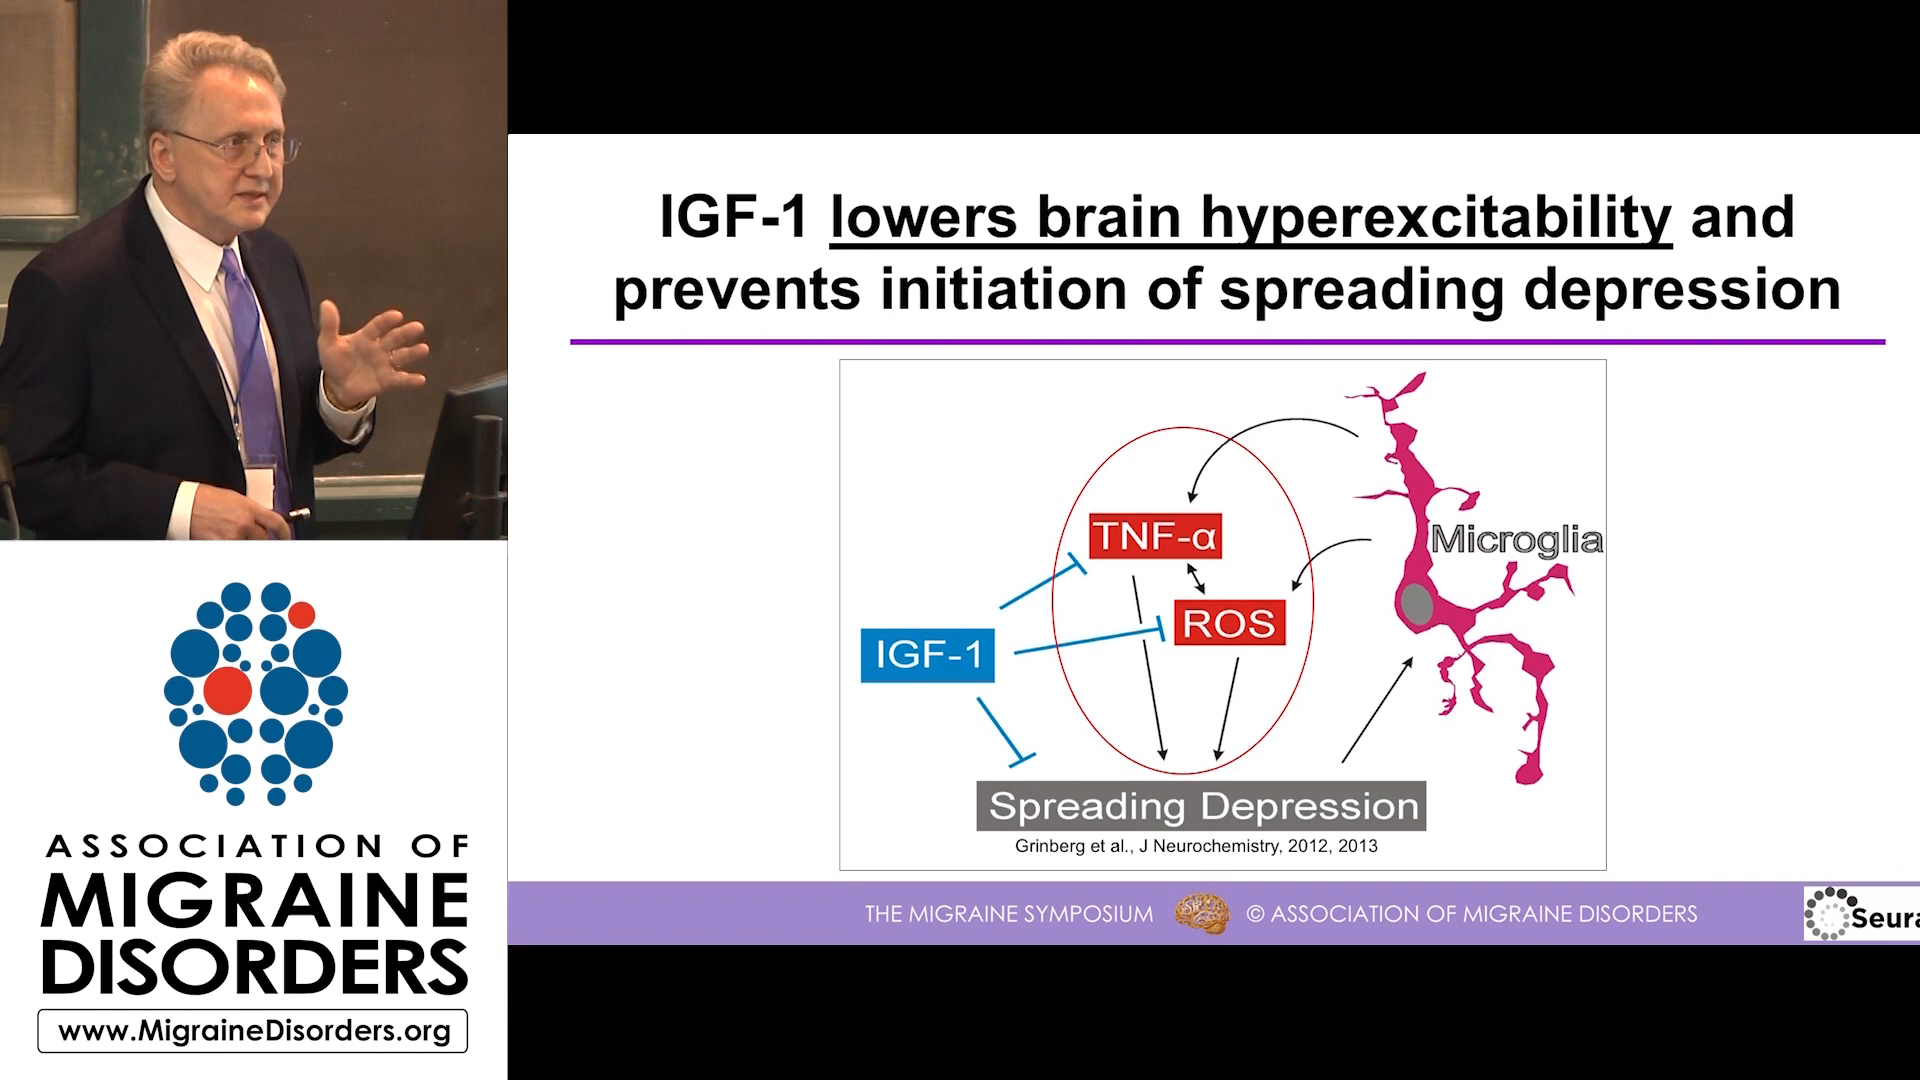 IGF-1 lowers brain hyperexcitability and
prevents initiation of spreading depression
TNF-α
Microglia
ROS
IGF-1
Spreading Depression
Grinberg et al., J Neurochemistry, 2012, 2013
THE MIGRAINE SYMPOSIUM © ASSOCIATION OF MIGRAINE DISORDERS
Seura
ASSOCIATION OF
MIGRAINE
DISORDERS
www.MigraineDisorders.org